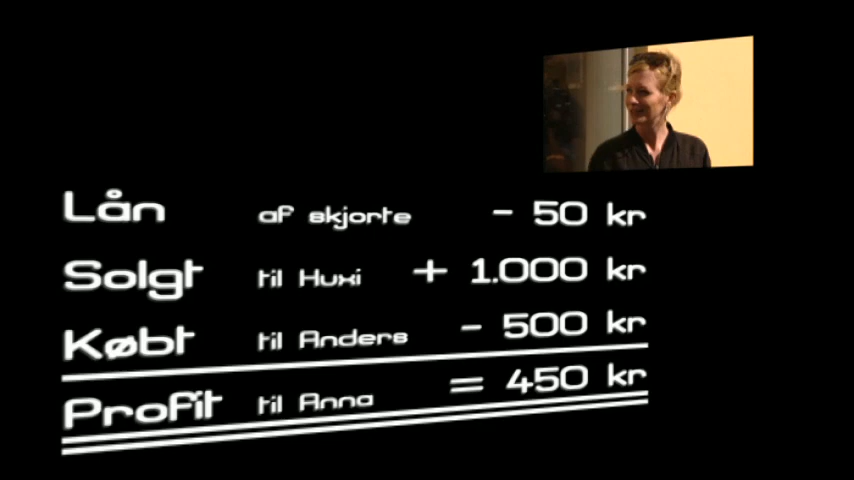 Lån af skjorte - 50 kr
Solgt til Huxi + 1.000 kr
Købt til Anders - 500 kr
Profit til Anna = 450 kr